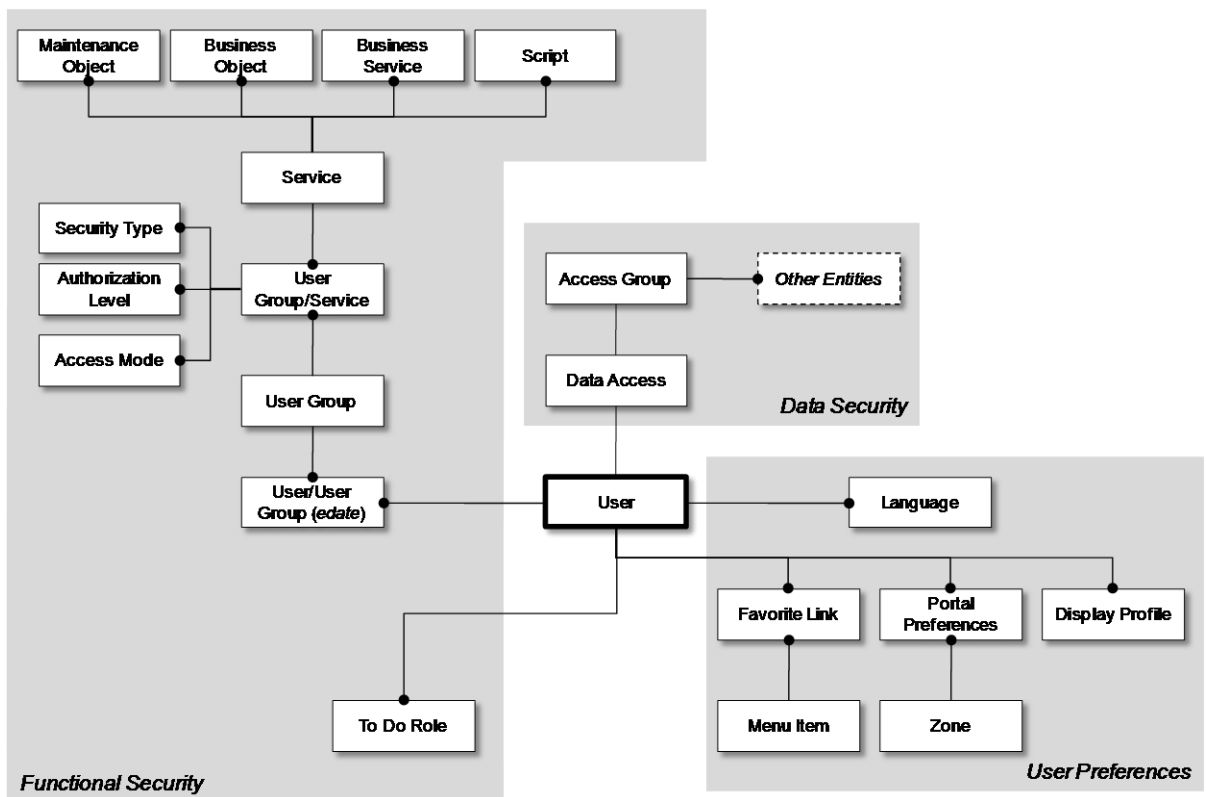 Maintenance
Object
Business
Object
Business
Service
Script
Service
Security Type
Authorization
Level
Access Mode
User
Group/Service
User Group
User/User
Group (edate)
To Do Role
Functional Security
Access Group
Other Entities
Data Access
Data Security
User
Language
Favorite Link
Portal
Preferences
Display Profile
Menu Item
Zone
User Preferences